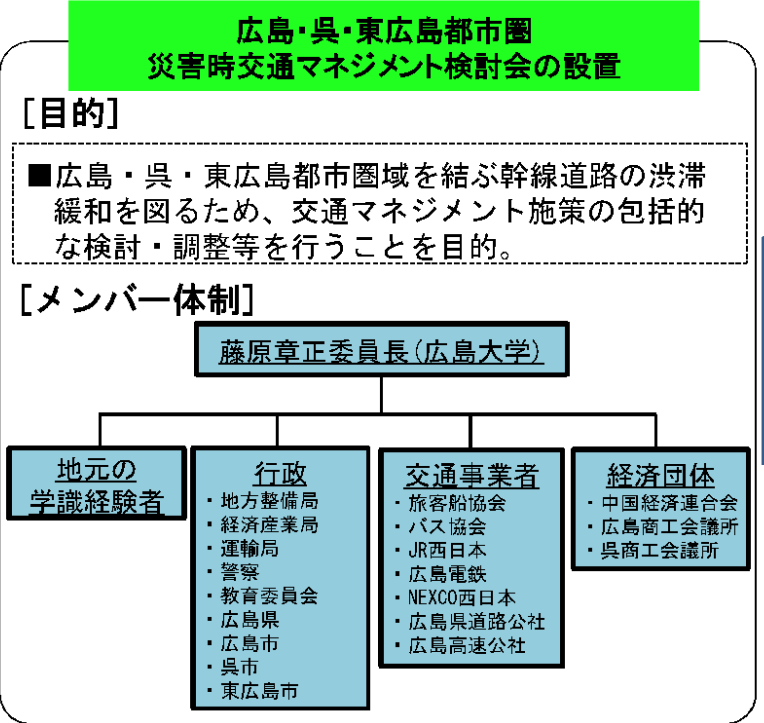 広島・呉・東広島都市圏
災害時交通マネジメント検討会の設置
[目的]
■広島・呉・東広島都市圏域を結ぶ幹線道路の渋滞
緩和を図るため、交通マネジメント施策の包括的
な検討・調整等を行うことを目的。
[メンバー体制]
藤原章正委員長(広島大学)
地元の
学識経験者
行政
・地方整備局
・経済産業局
・運輸局
・警察
・教育委員会
・広島県
・広島市
・呉市
・東広島市
交通事業者
・旅客船協会
・バス協会
・JR西日本
・広島電鉄
・NEXCO西日本
・広島県道路公社
・広島高速公社
経済団体
・中国経済連合会
・広島商工会議所
・呉商工会議所